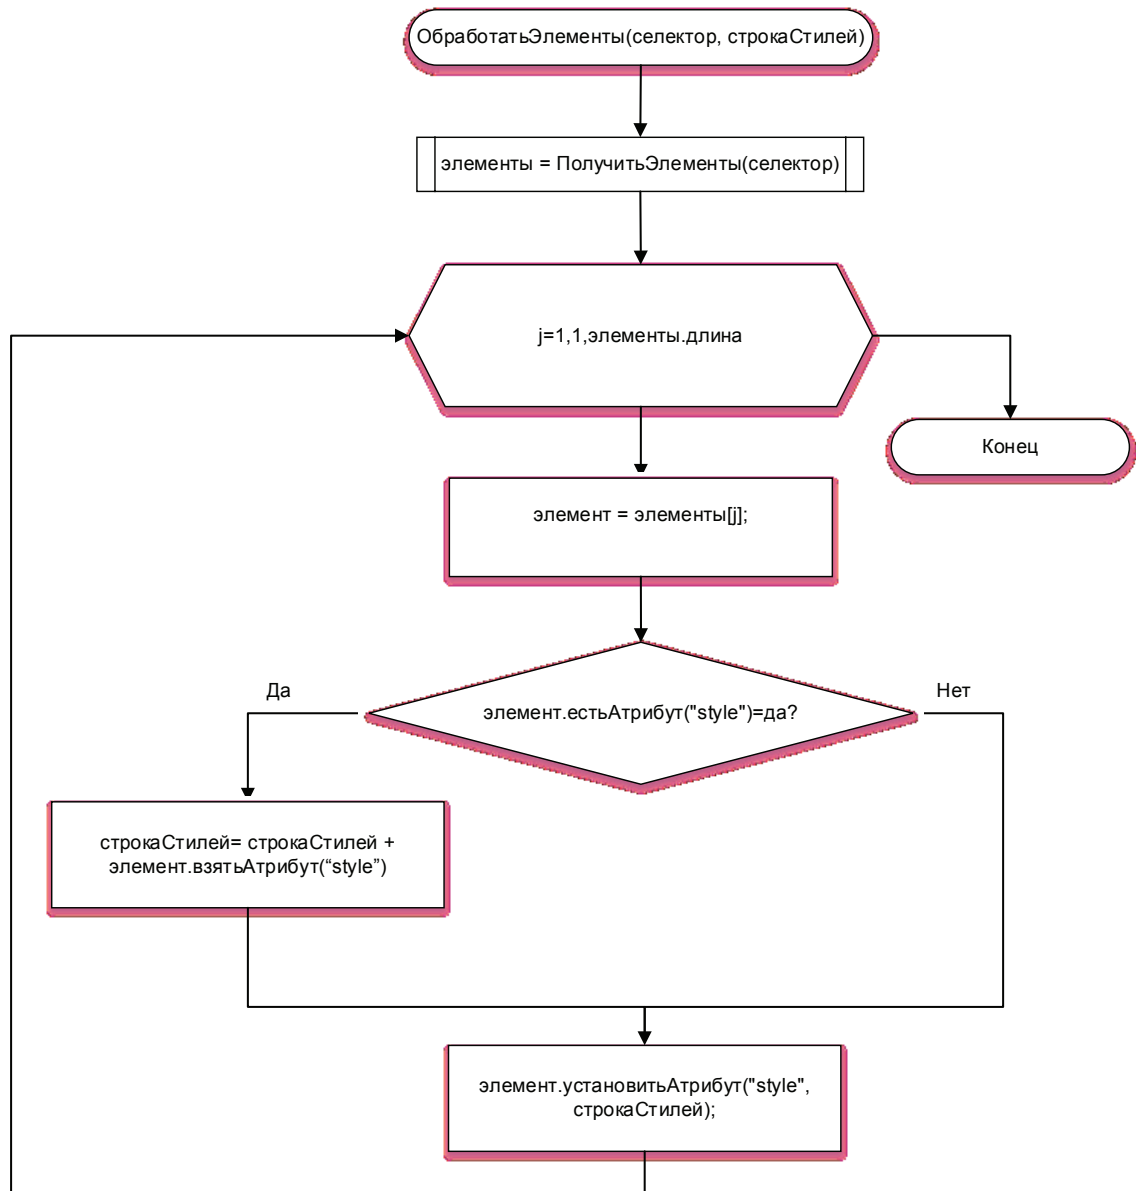 ОбработатьЭлементы(селектор, строкаСтилей)
элементы = ПолучитьЭлементы(селектор)
j=1,1,элементы.длина
Конец
элемент = элементы[j];
Да
Нет
элемент.естьАтрибут("style")=да?
строкаСтилей= строкаСтилей +
элемент.взятьАтрибут(“style”)
элемент.установитьАтрибут("style",
строкаСтилей);